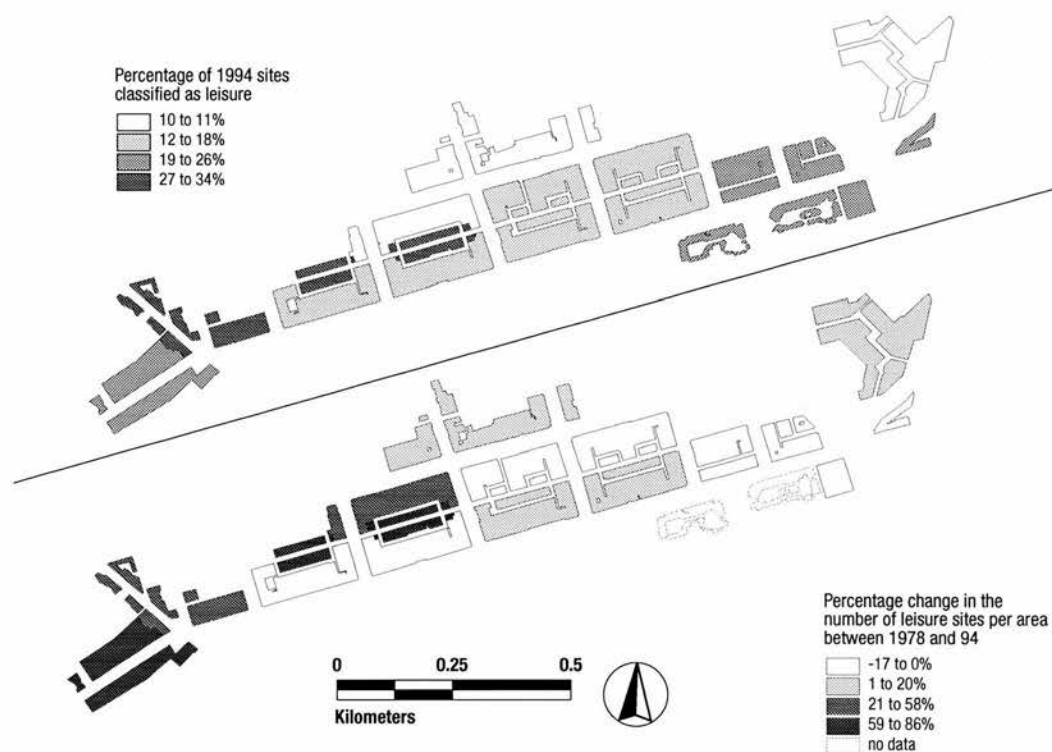 Percentage of 1994 sites
classified as leisure
10 to 11%
12 to 18%
19 to 26%
27 to 34%
Percentage change in the
number of leisure sites per area
between 1978 and 94
-17 to 0%
1 to 20%
21 to 58%
59 to 86%
no data
0 0.25 0.5
Kilometers